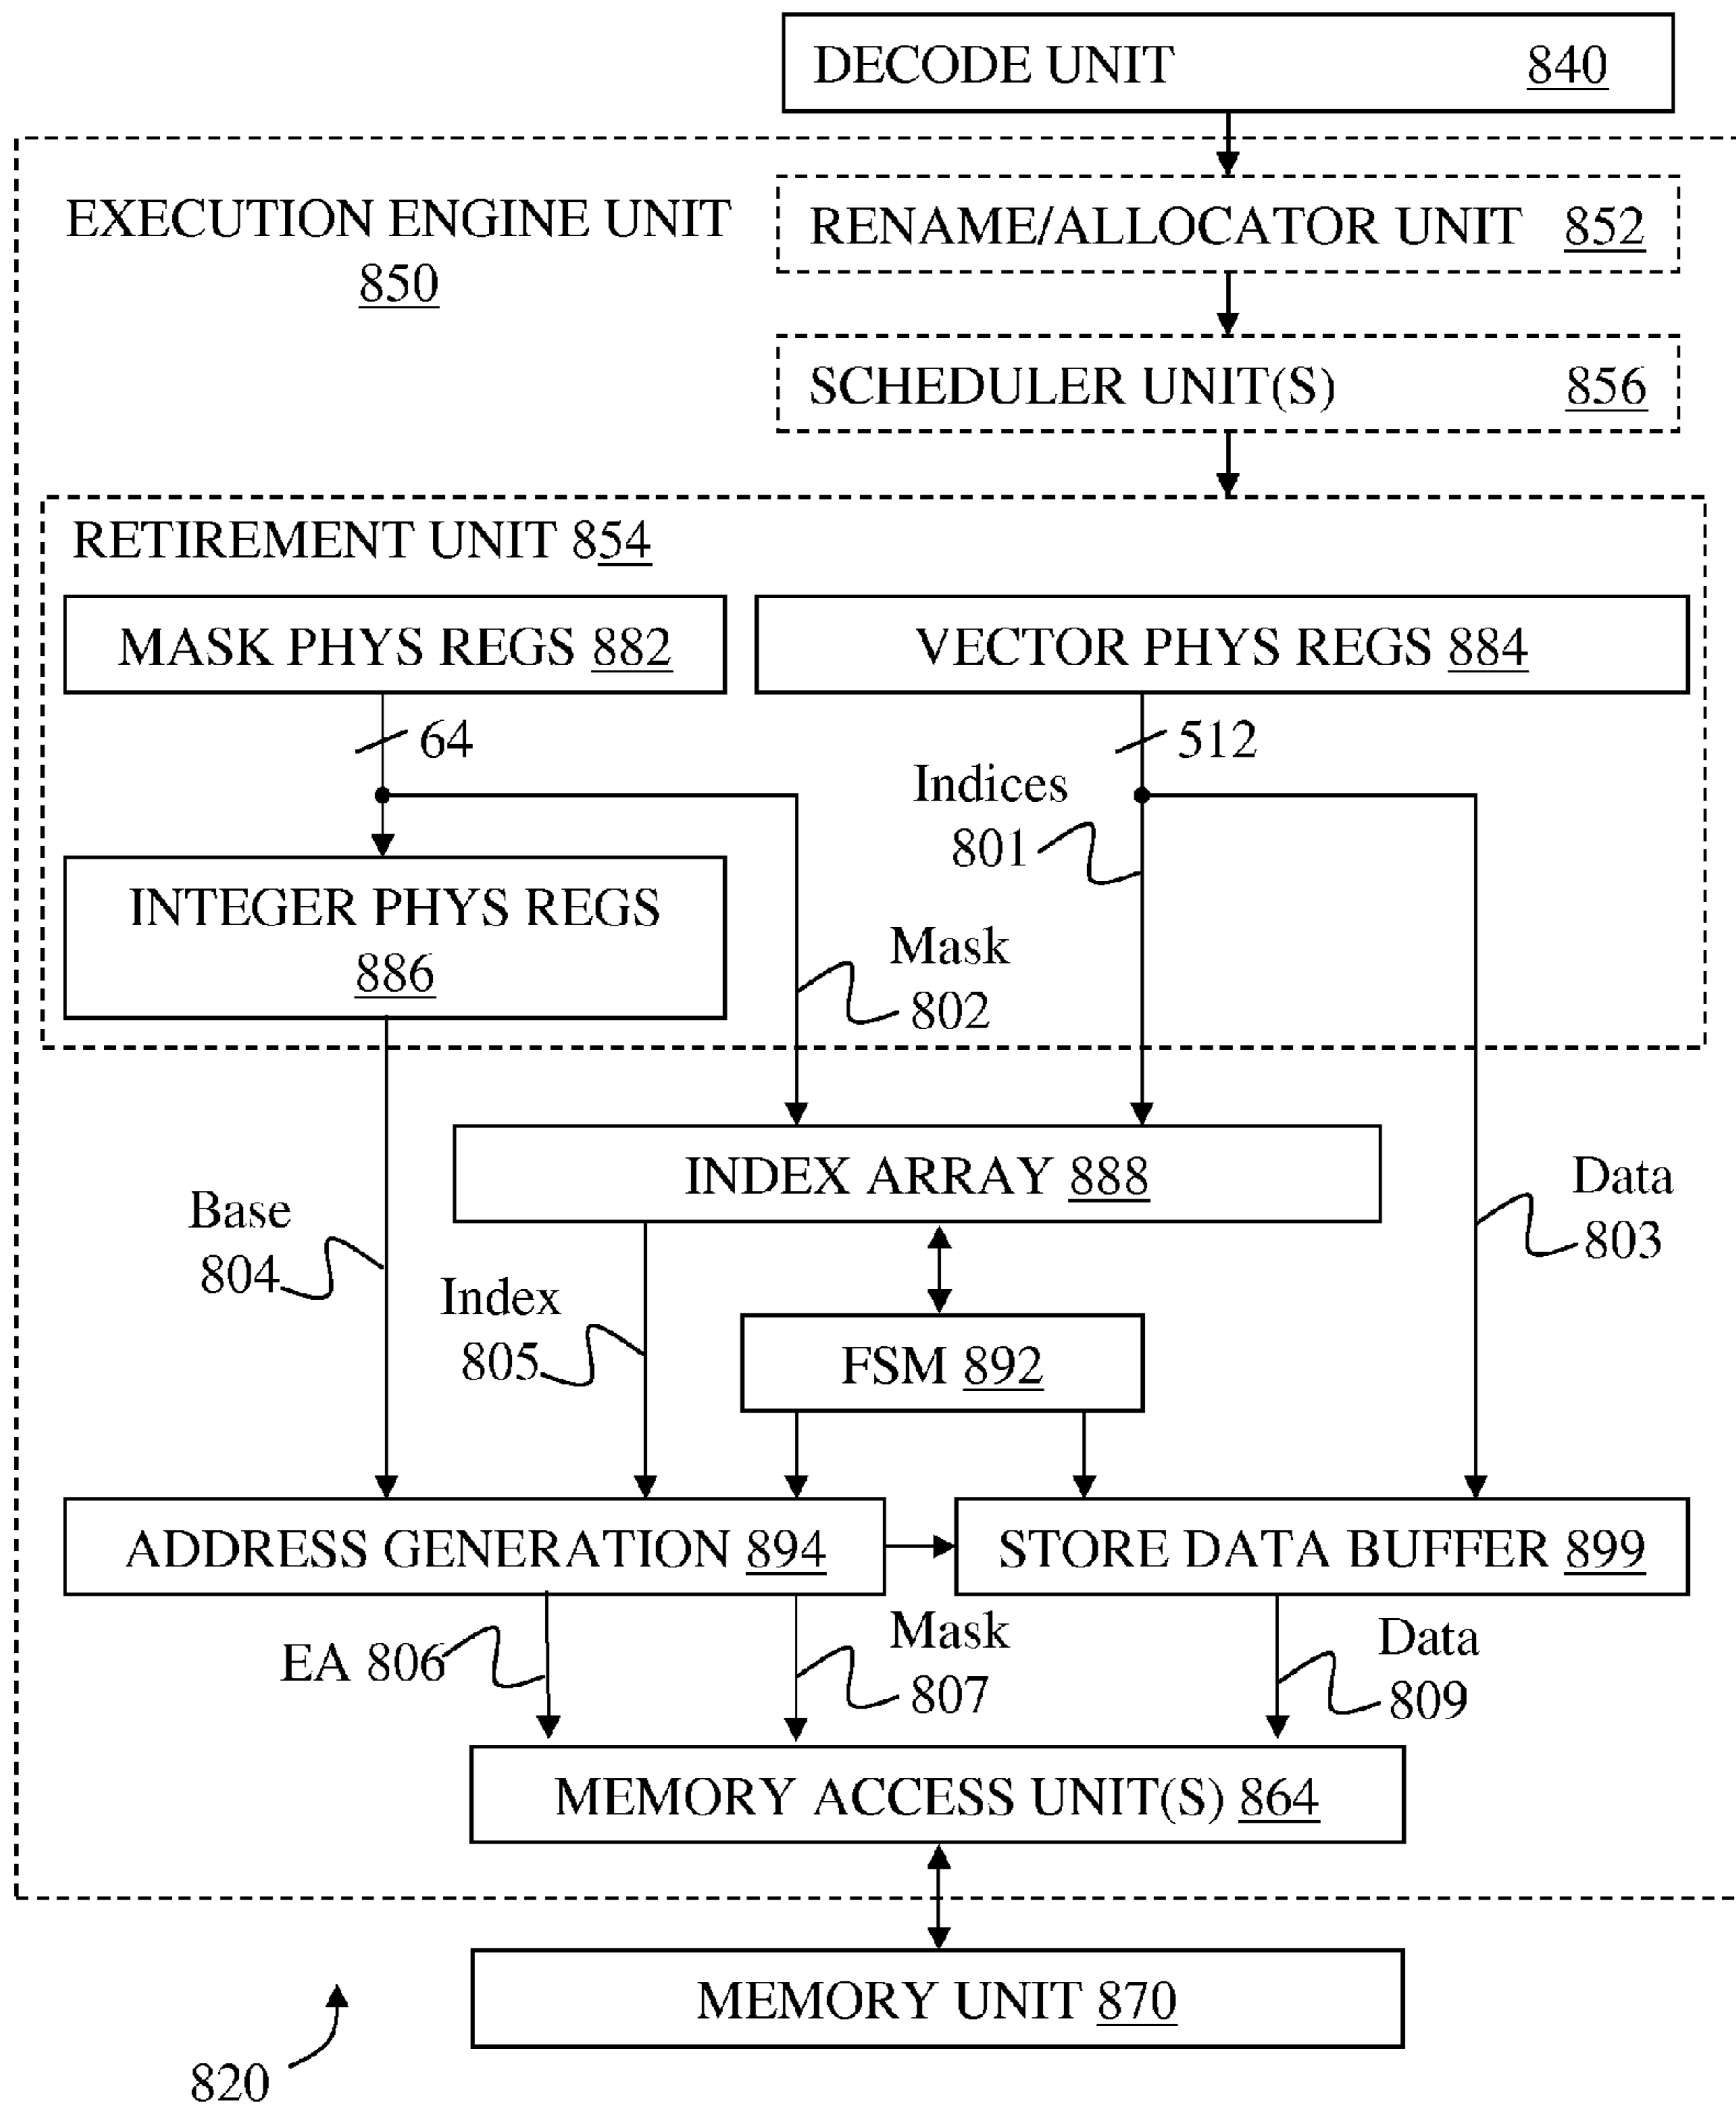 DECODE UNIT 840
EXECUTION ENGINE UNIT
850
RENAME/ALLOCATOR UNIT 852
SCHEDULER UNIT(S) 856
RETIREMENT UNIT 854
MASK PHYS REGS 882
VECTOR PHYS REGS 884
64
512
Indices
801
INTEGER PHYS REGS
886
Mask
802
INDEX ARRAY 888
Base
804
Data
803
Index
805
FSM 892
ADDRESS GENERATION 894
STORE DATA BUFFER 899
EA 806
Mask
807
Data
809
MEMORY ACCESS UNIT(S) 864
MEMORY UNIT 870
820